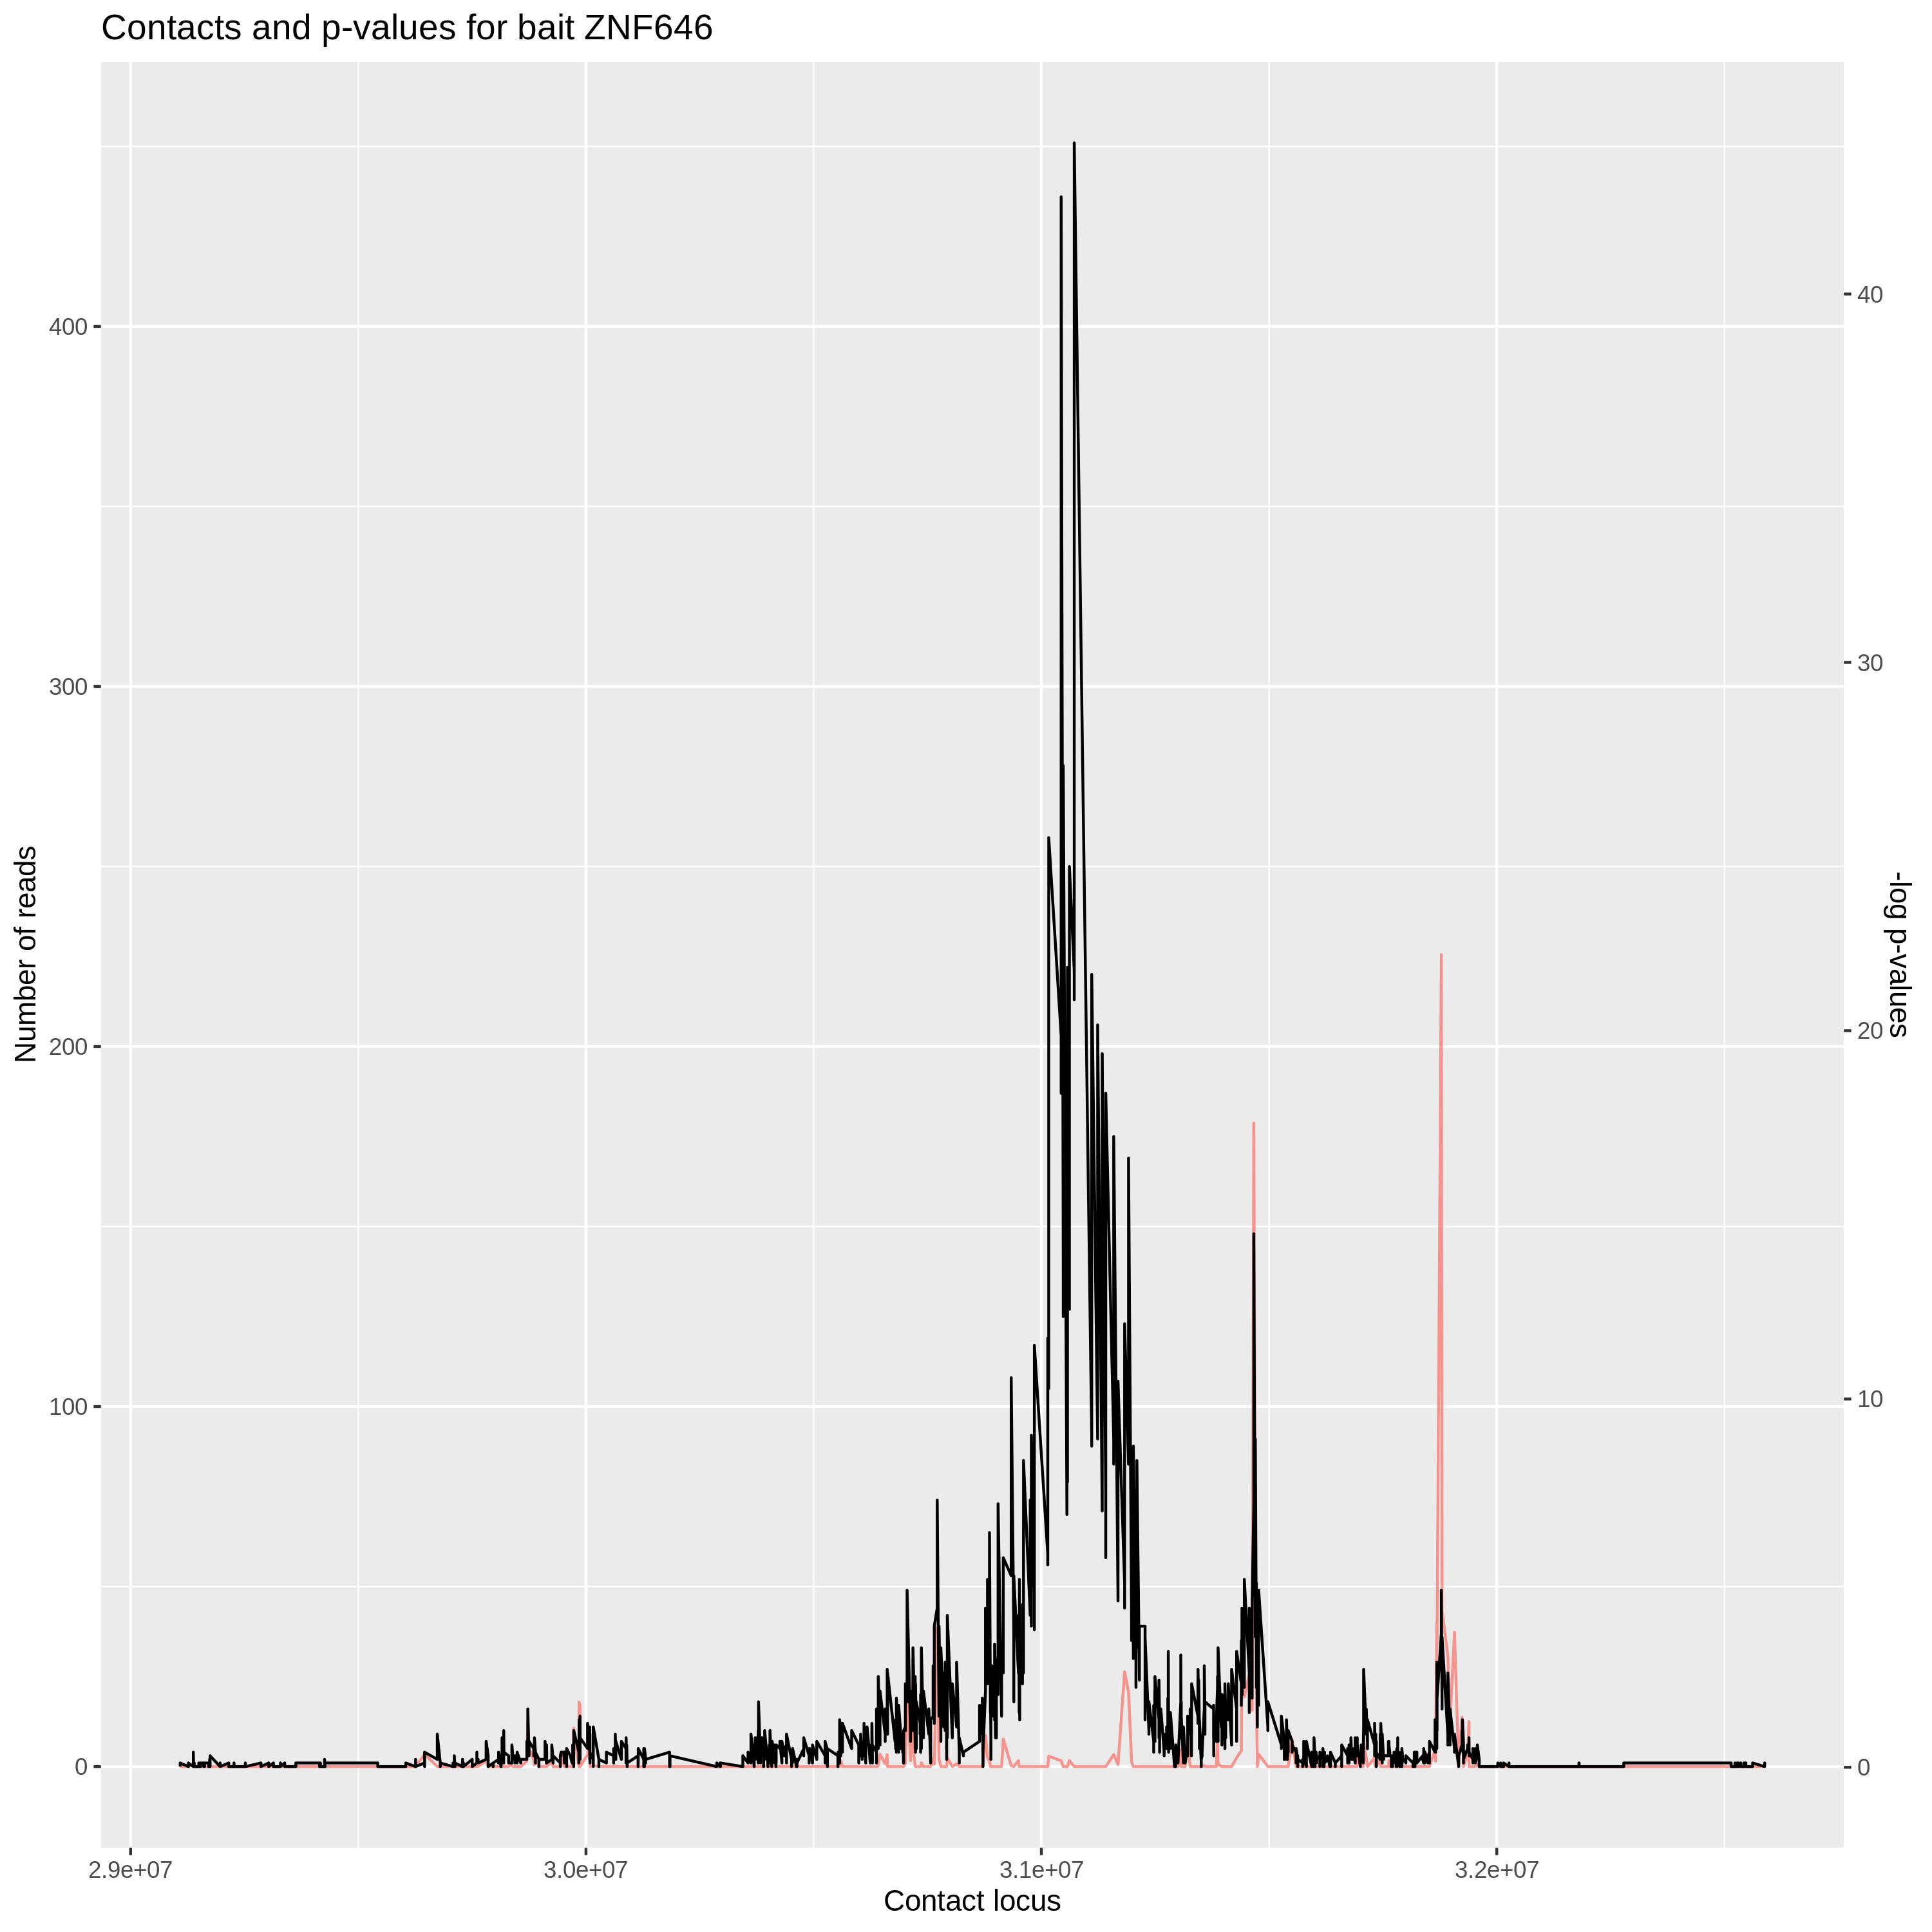 Contacts and p-values for bait ZNF646
Number of reads
400
300
200
100
0
-log p-values
40
30
20
10
0
2.9e+07
3.0e+07
3.1e+07
3.2e+07
Contact locus